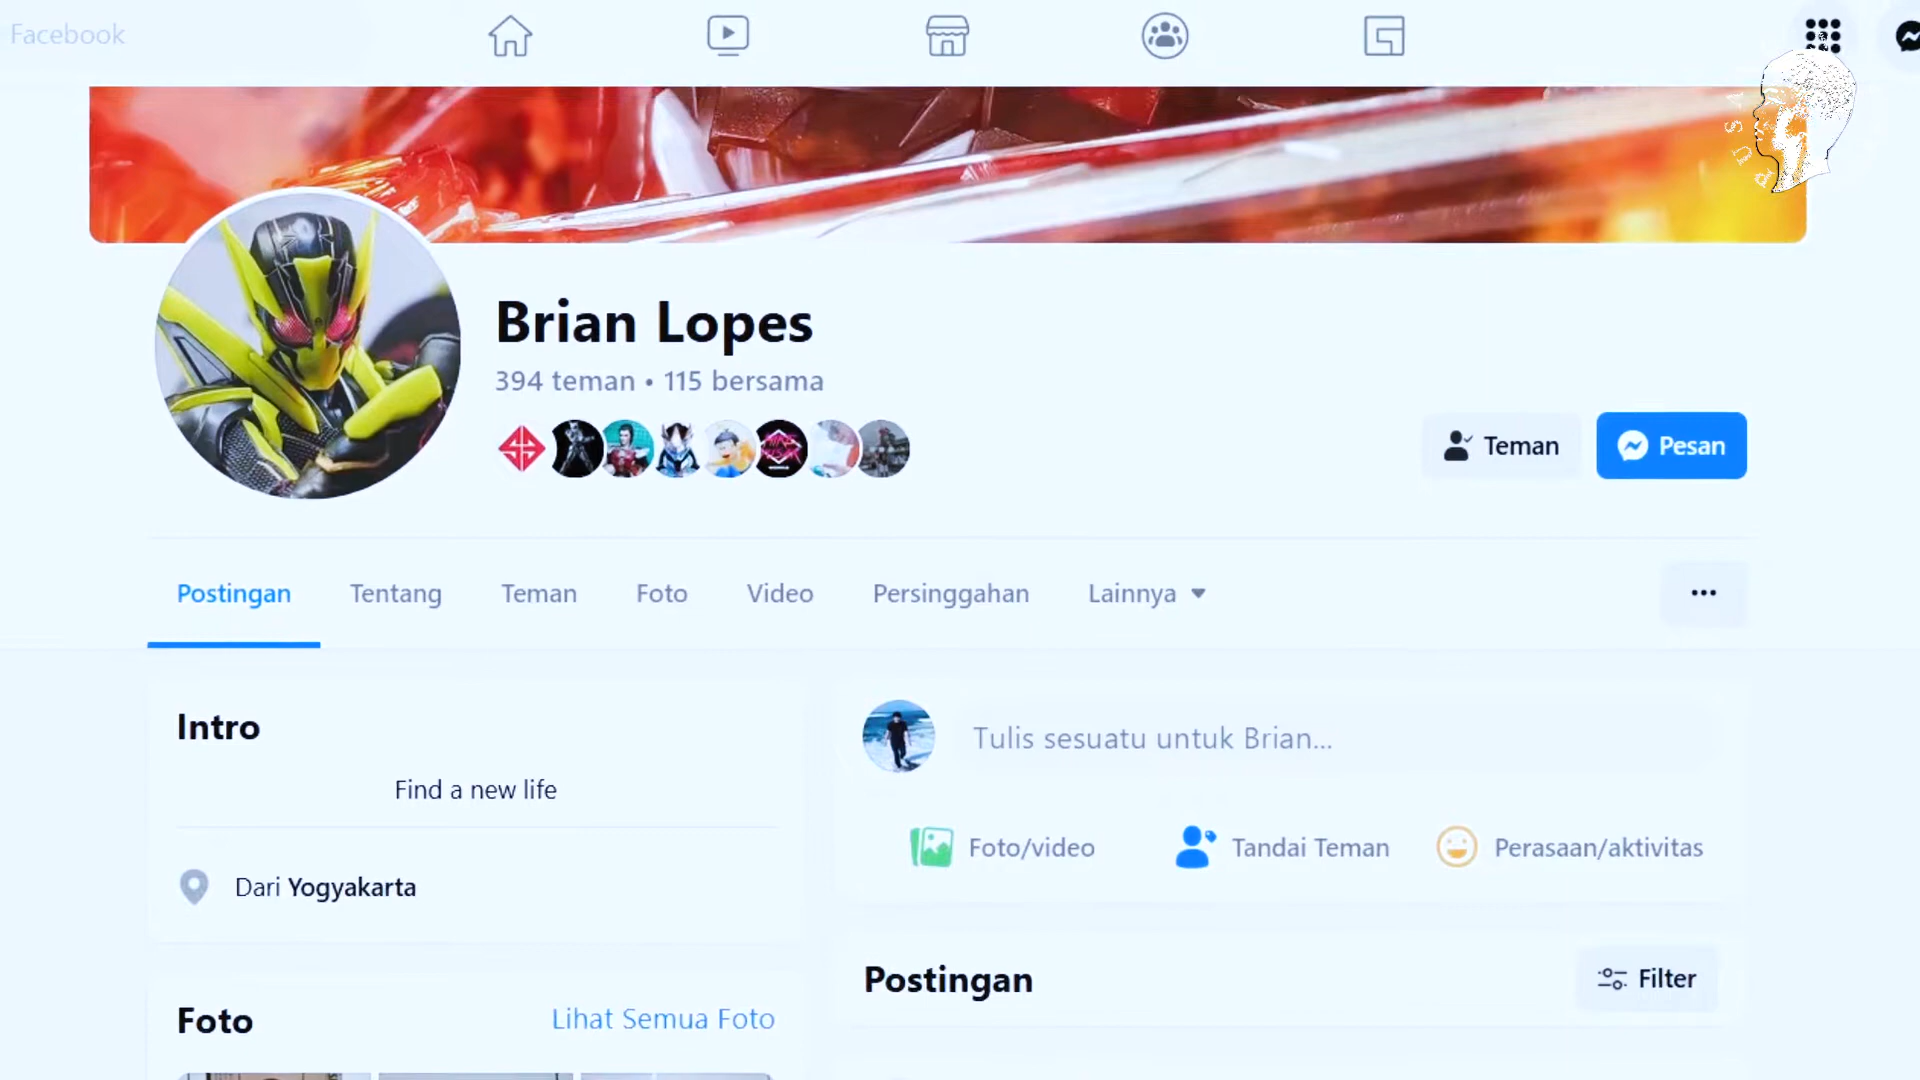 Facebook
PUSA
Brian Lopes
394 teman • 115 bersama
Teman
Pesan
Postingan
Tentang
Teman
Foto
Video
Persinggahan
Lainnya
Intro
Find a new life
Dari Yogyakarta
Foto
Lihat Semua Foto
Tulis sesuatu untuk Brian...
Foto/video
Tandai Teman
Perasaan/aktivitas
Postingan
Filter